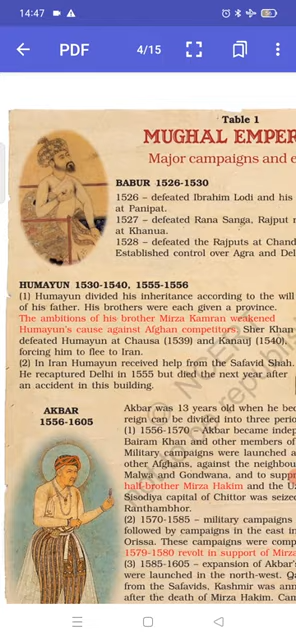 14:47
PDF
4/15
Table 1
MUGHAL EMPER
Major campaigns and e
BABUR 1526-1530
1526 – defeated Ibrahim Lodi and his
at Panipat.
1527 – defeated Rana Sanga, Rajput r
at Khanua.
1528 – defeated the Rajputs at Chand
Established control over Agra and Del
HUMAYUN 1530-1540, 1555-1556
(1) Humayun divided his inheritance according to the will
of his father. His brothers were each given a province.
The ambitions of his brother Mirza Kamran weakened
Humayun's cause against Afghan competitors. Sher Khan
defeated Humayun at Chausa (1539) and Kanauj (1540),
forcing him to flee to Iran.
(2) In Iran Humayun received help from the Safavid Shah.
He recaptured Delhi in 1555 but died the next year after
an accident in this building.
AKBAR
1556-1605
Akbar was 13 years old when he bec
reign can be divided into three perio
(1) 1556-1570 – Akbar became indep
Bairam Khan and other members of
Military campaigns were launched a
other Afghans, against the neighbou
Malwa and Gondwana, and to supp
half-brother Mirza Hakim and the U
Sisodiya capital of Chittor was seize
Ranthambhor.
(2) 1570-1585 – military campaigns
followed by campaigns in the east in
Orissa. These campaigns were comp
1579-1580 revolt in support of Mirza
(3) 1585-1605 – expansion of Akbar's
were launched in the north-west. Qa
from the Safavids, Kashmir was ann
after the death of Mirza Hakim. Cam